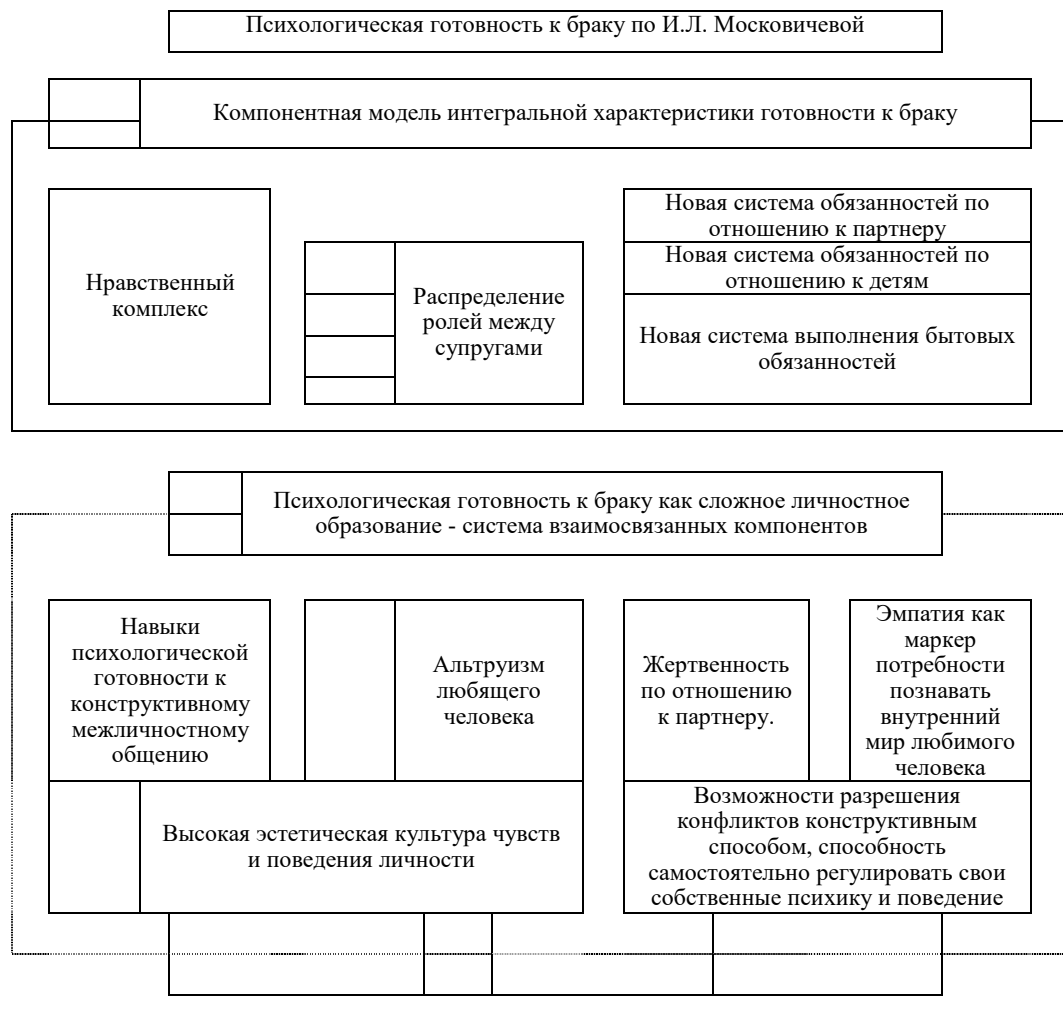 Психологическая готовность к браку по И.Л. Московичевой
Компонентная модель интегральной характеристики готовности к браку
Нравственный
комплекс
Распределение
ролей между
супругами
Новая система обязанностей по
отношению к партнеру
Новая система обязанностей по
отношению к детям
Новая система выполнения бытовых
обязанностей
Психологическая готовность к браку как сложное личностное
образование - система взаимосвязанных компонентов
Навыки
психологической
готовности к
конструктивному
межличностному
общению
Альтруизм
любящего
человека
Жертвенность
по отношению
к партнеру.
Эмпатия как
маркер
потребности
познавать
внутренний
мир любимого
человека
Высокая эстетическая культура чувств
и поведения личности
Возможности разрешения
конфликтов конструктивным
способом, способность
самостоятельно регулировать свои
собственные психику и поведение